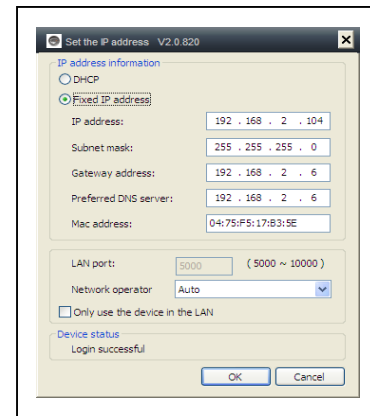 Set the IP address V2.0.820
IP address information
DHCP
Fixed IP address
IP address: 192 . 168 . 2 . 104
Subnet mask: 255 . 255 . 255 . 0
Gateway address: 192 . 168 . 2 . 6
Preferred DNS server: 192 . 168 . 2 . 6
Mac address: 04:75:F5:17:B3:5E
LAN port: 5000 ( 5000 ~ 10000 )
Network operator Auto
Only use the device in the LAN
Device status
Login successful
OK Cancel